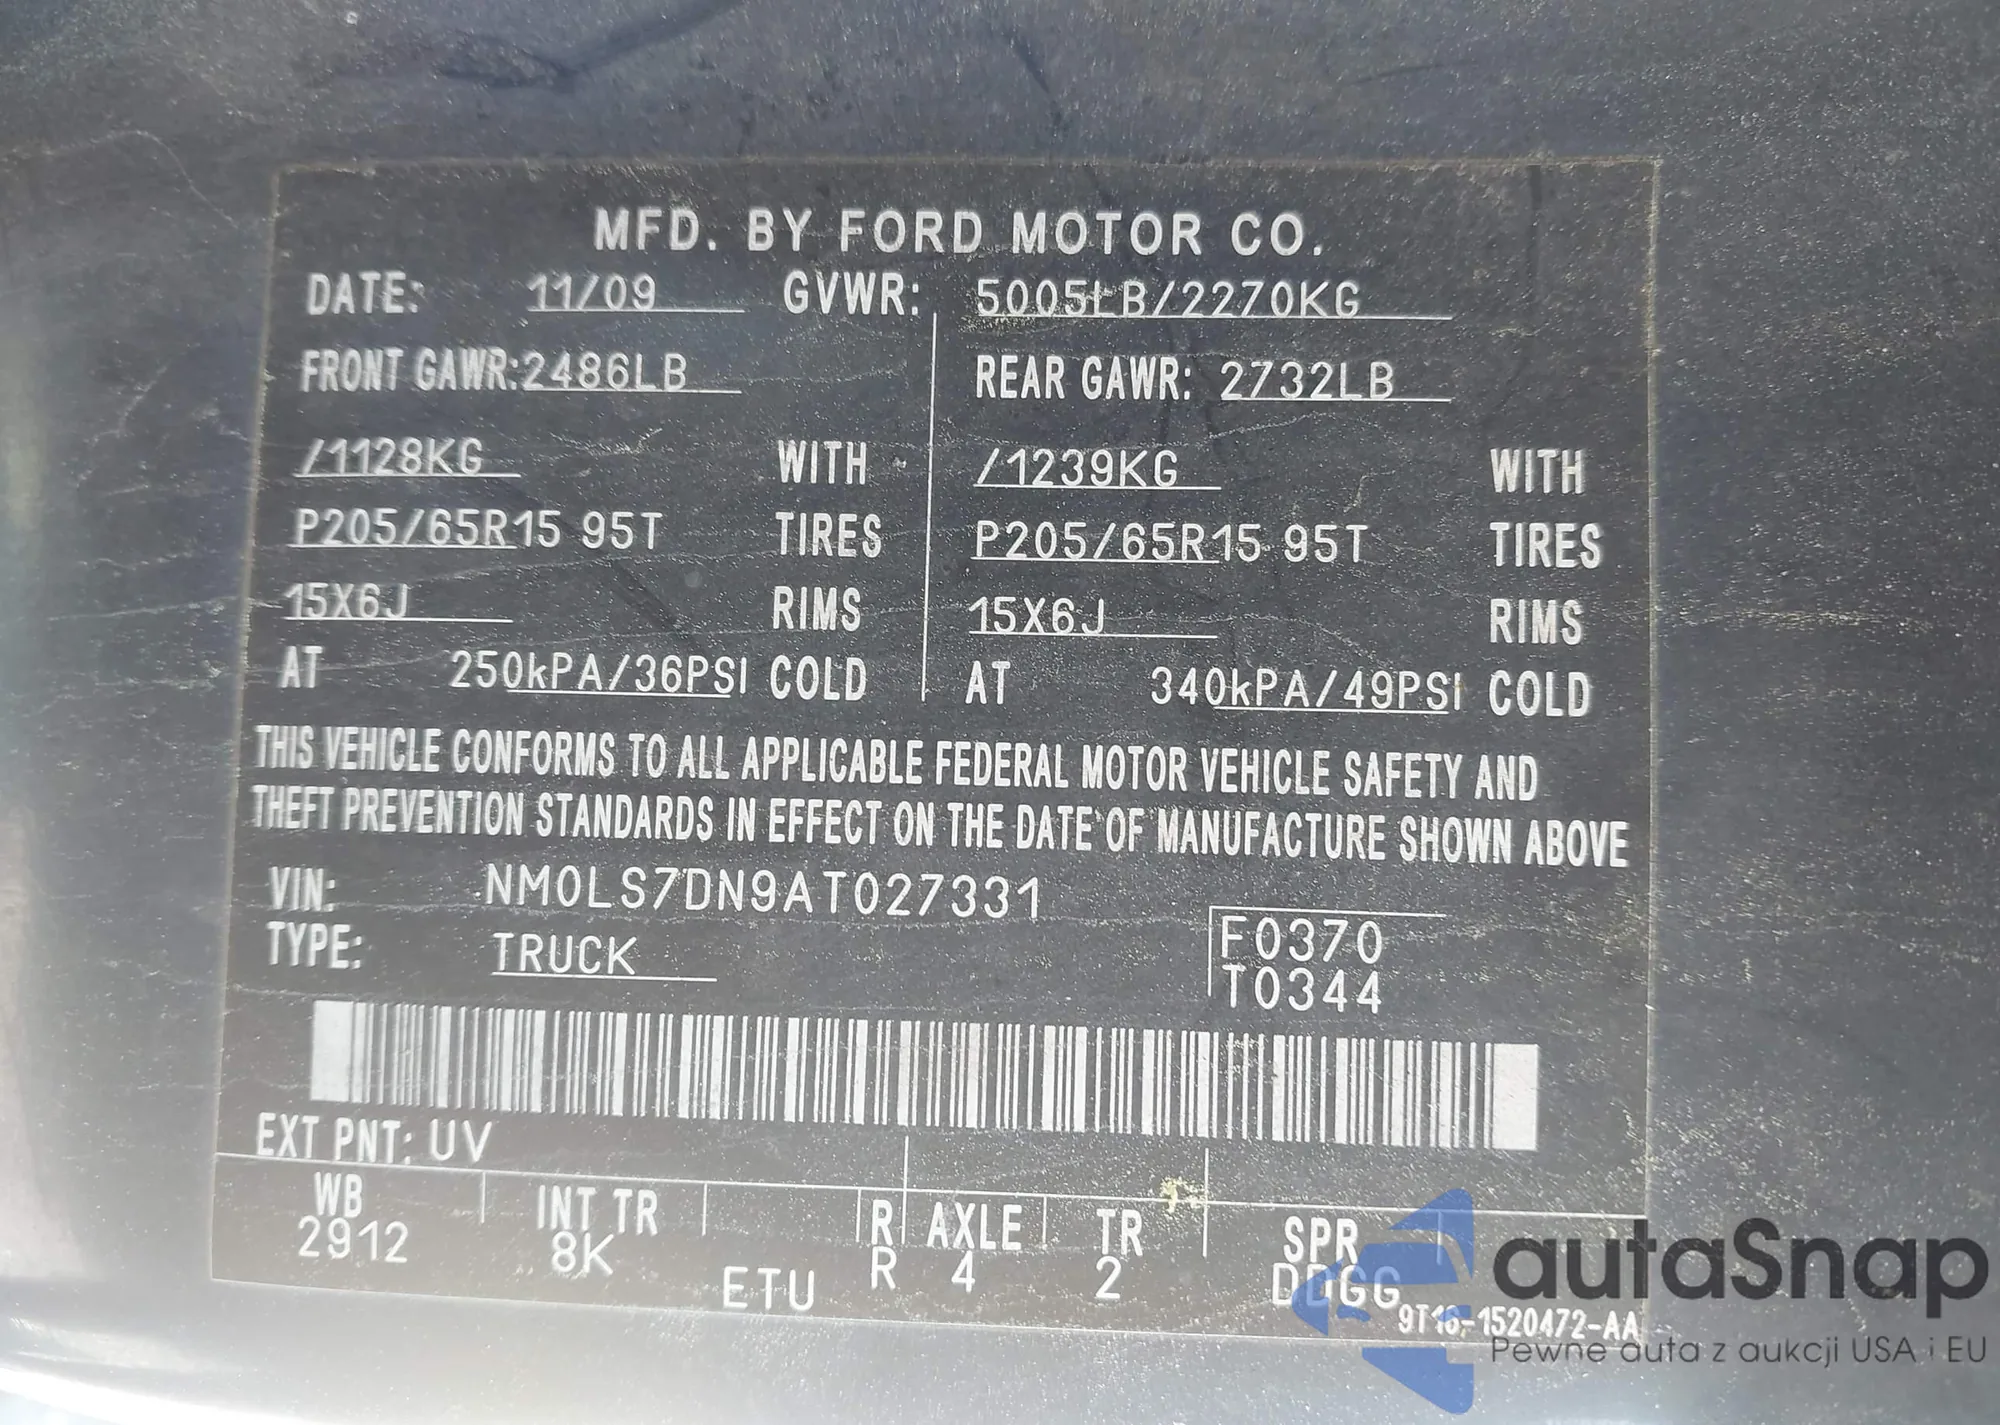 MFD. BY FORD MOTOR CO.
DATE: 11/09 GVWR: 5005LB/2270KG
FRONT GAWR:2486LB REAR GAWR: 2732LB
/1128KG WITH /1239KG WITH
P205/65R15 95T TIRES P205/65R15 95T TIRES
15X6J RIMS 15X6J RIMS
AT 250kPA/36PSI COLD AT 340kPA/49PSI COLD
THIS VEHICLE CONFORMS TO ALL APPLICABLE FEDERAL MOTOR VEHICLE SAFETY AND
THEFT PREVENTION STANDARDS IN EFFECT ON THE DATE OF MANUFACTURE SHOWN ABOVE
VIN: NM0LS7DN9AT027331
TYPE: TRUCK
F0370
T0344
EXT PNT: UV
WB INT TR R AXLE TR SPR
2912 8K ETU R 4 2 DDGG
9T16-1520472-AA
autaSnap
Pewne auta z aukcji USA i EU